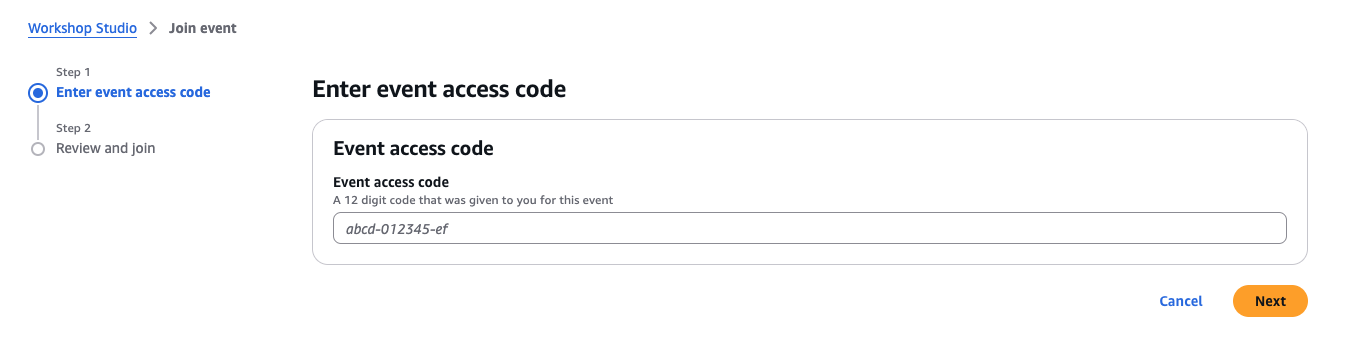 Workshop Studio > Join event
Step 1
Enter event access code
Step 2
Review and join
Enter event access code
Event access code
Event access code
A 12 digit code that was given to you for this event
abcd-012345-ef
Cancel
Next